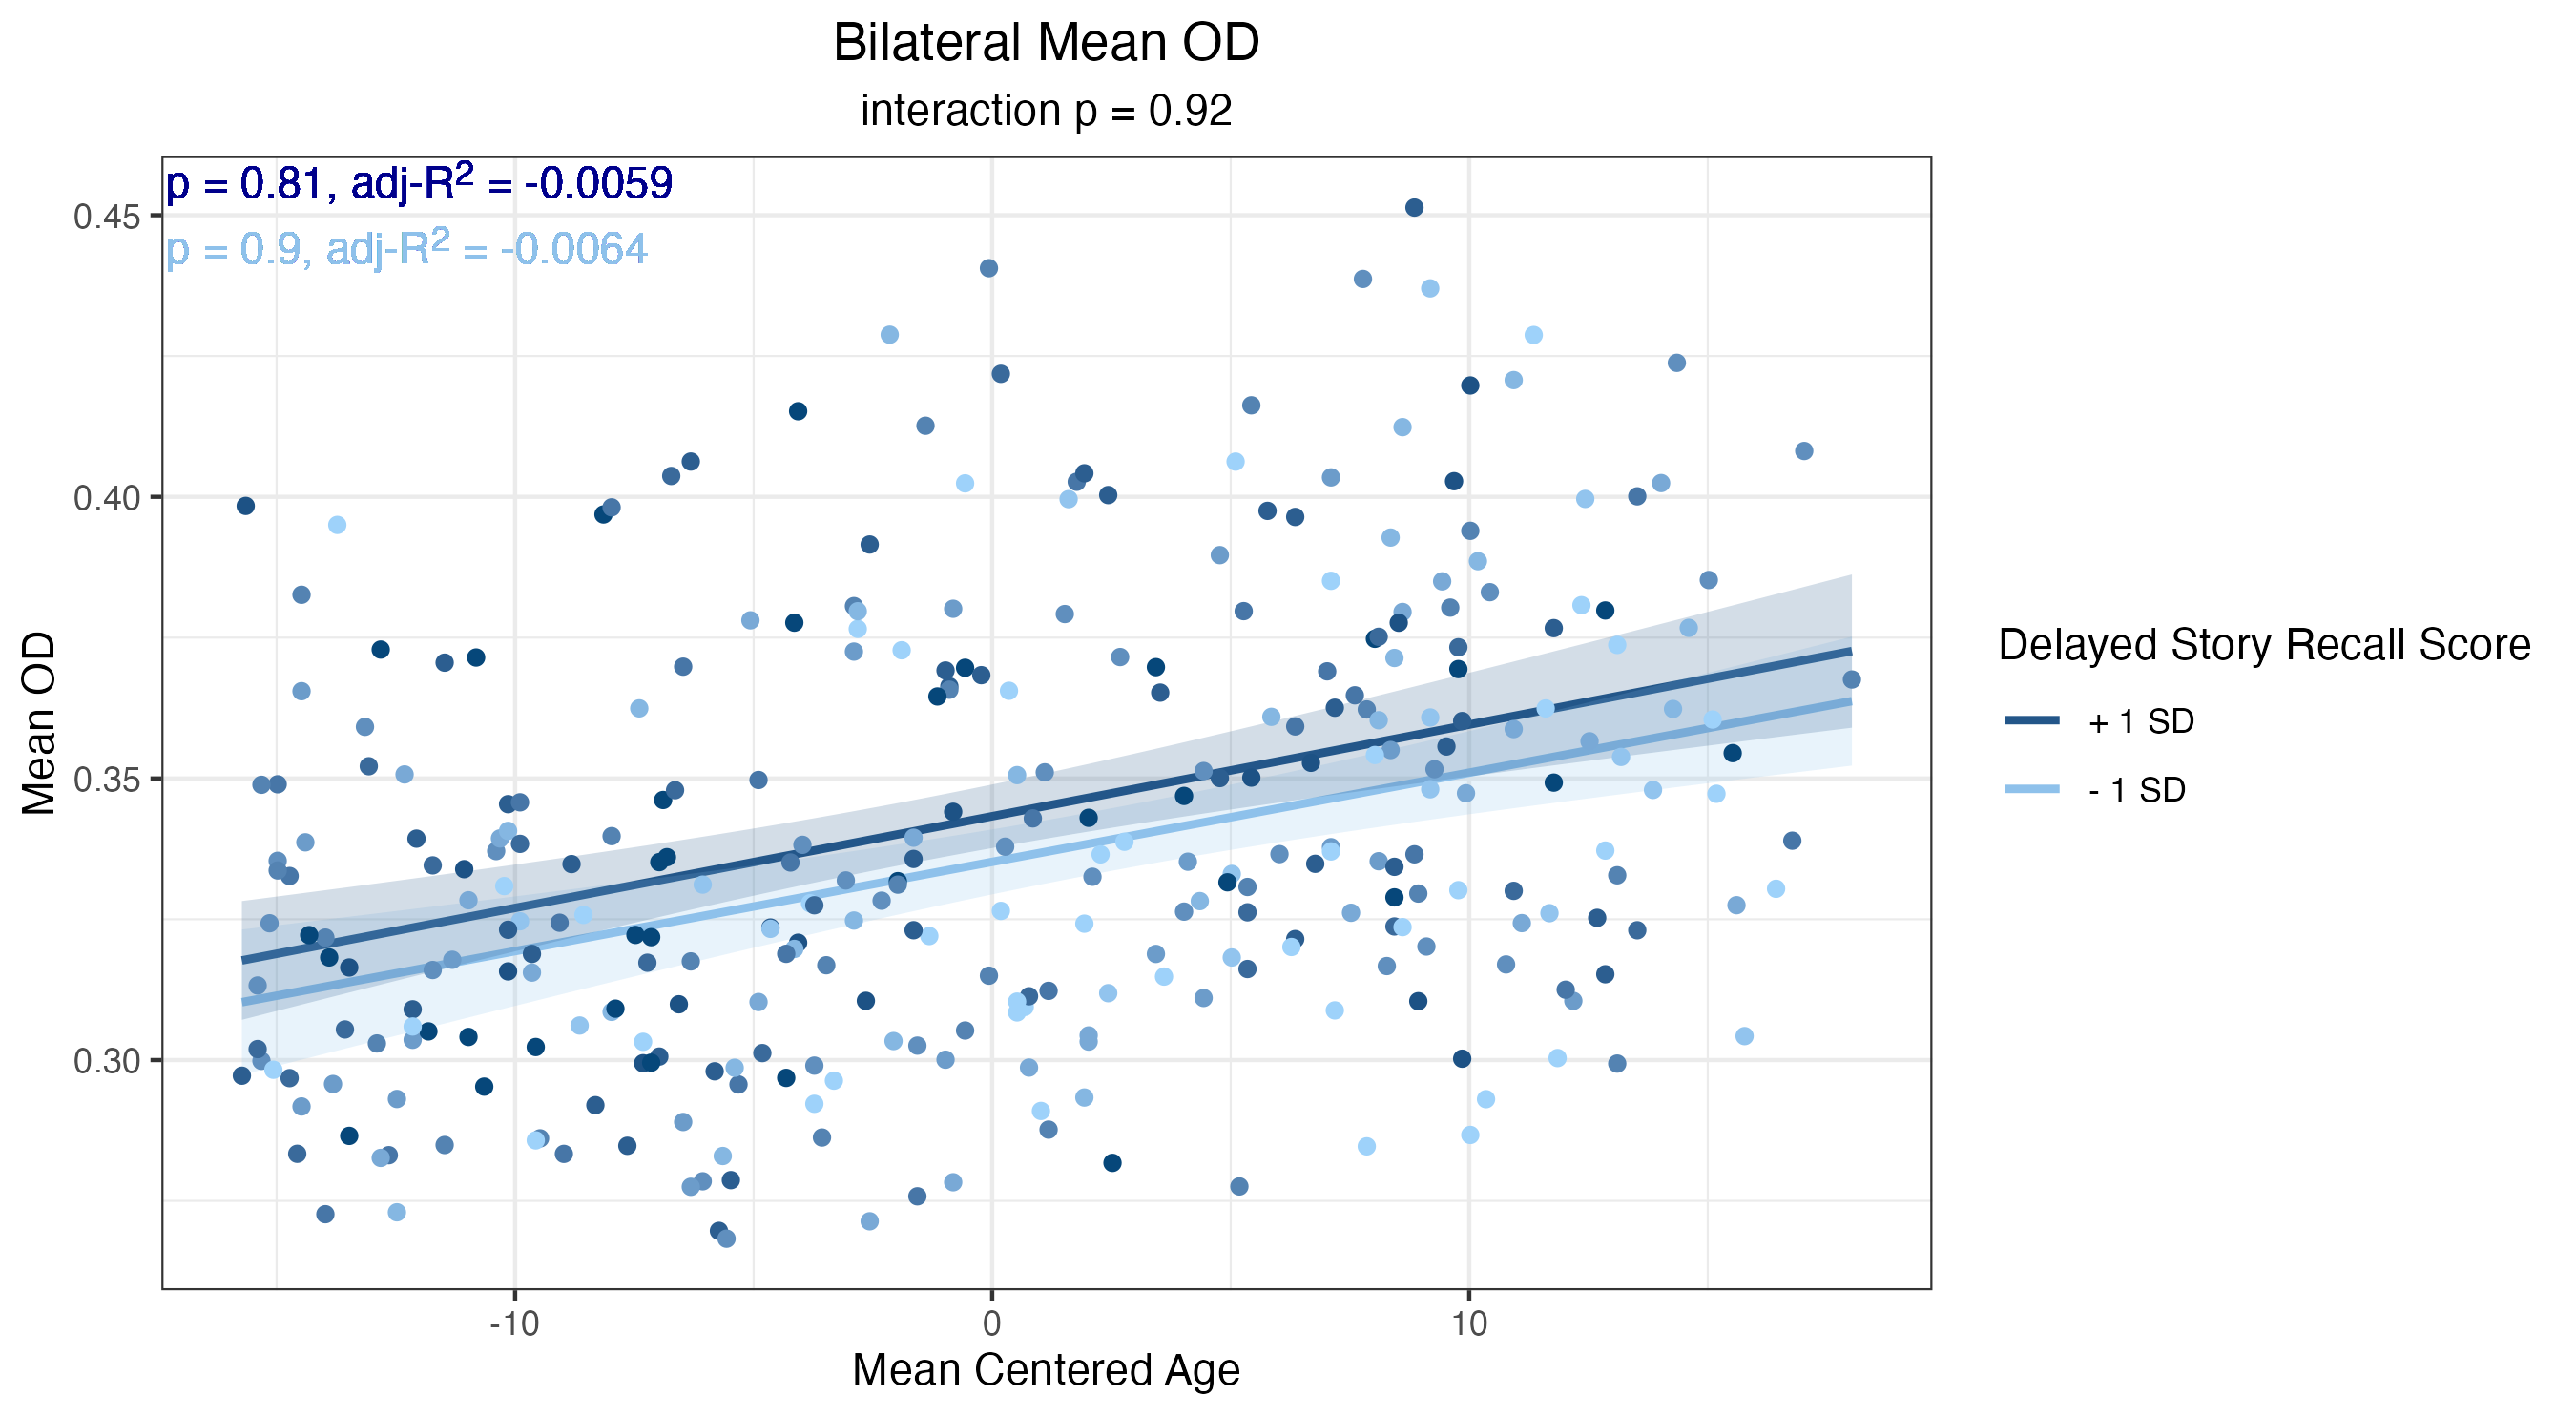 Bilateral Mean OD
interaction p = 0.92
p = 0.81, adj-R² = -0.0059
p = 0.9, adj-R² = -0.0064
0.45
0.40
0.35
0.30
Mean OD
-10
0
10
Mean Centered Age
Delayed Story Recall Score
+ 1 SD
- 1 SD